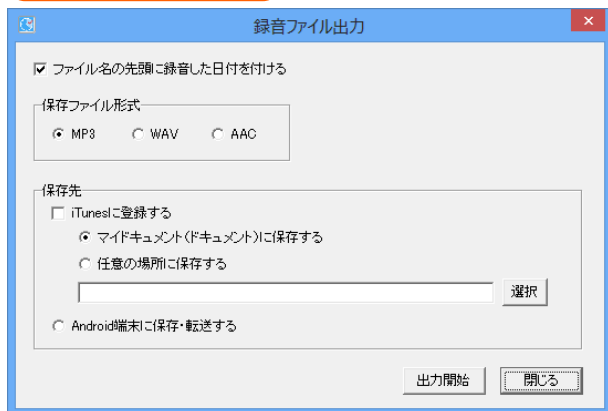 録音ファイル出力
ファイル名の先頭に録音した日付を付ける
保存ファイル形式
MP3 WAV AAC
保存先
iTunesに登録する
マイドキュメント(ドキュメント)に保存する
任意の場所に保存する
選択
Android端末に保存・転送する
出力開始 閉じる